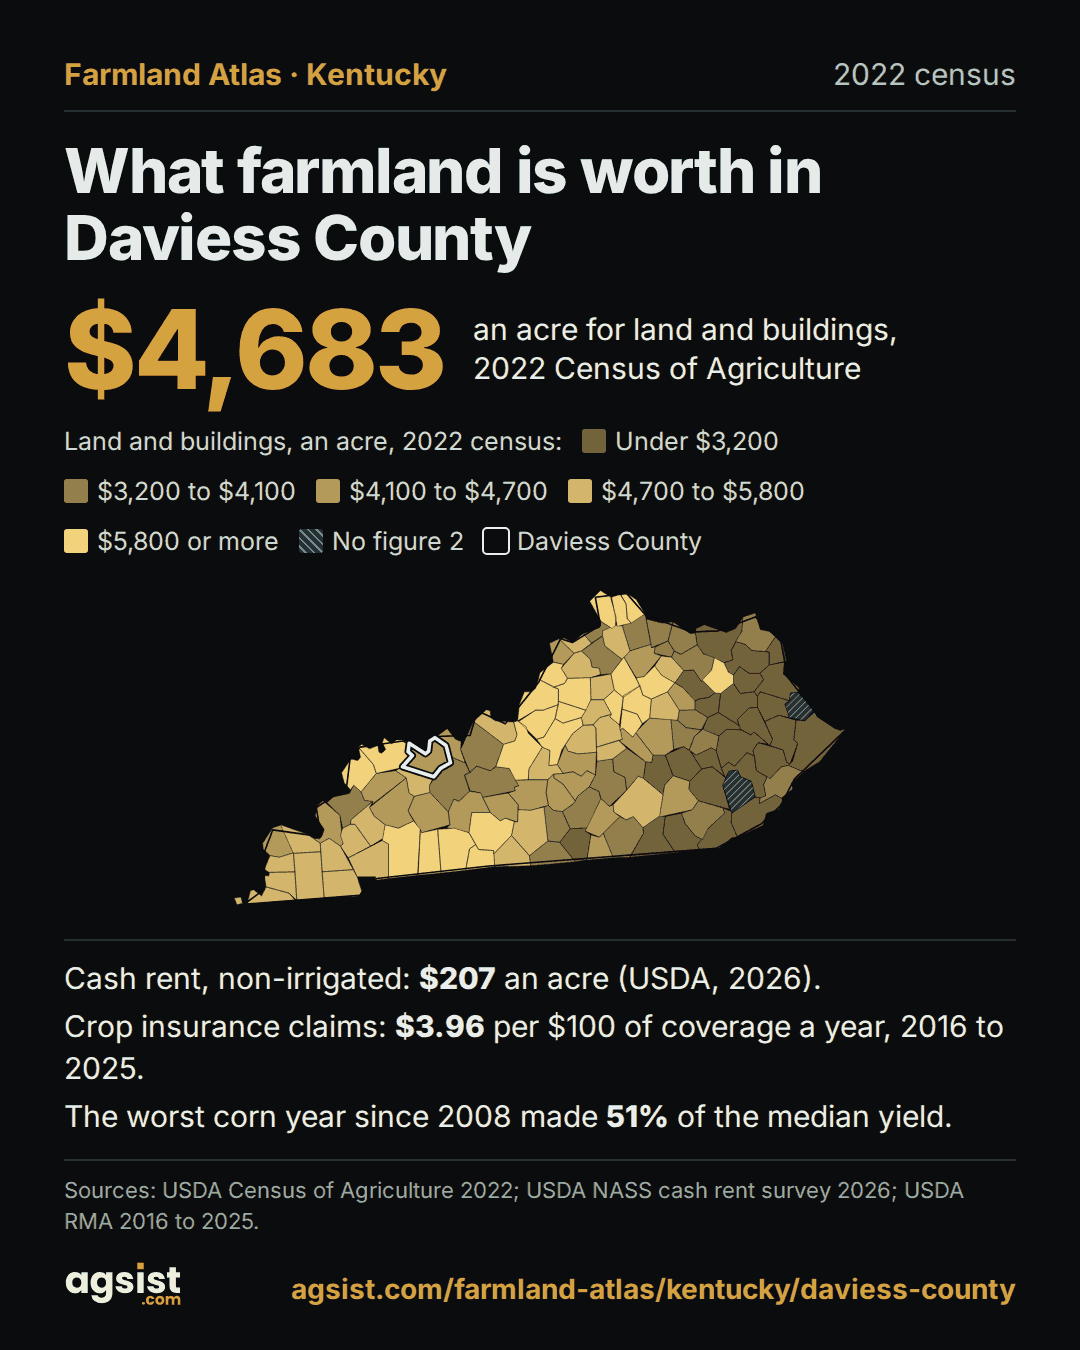 Farmland Atlas · Kentucky
2022 census
What farmland is worth in
Daviess County
$4,683
an acre for land and buildings,
2022 Census of Agriculture
Land and buildings, an acre, 2022 census: Under $3,200
$3,200 to $4,100 $4,100 to $4,700 $4,700 to $5,800
$5,800 or more No figure 2 Daviess County
Cash rent, non-irrigated: $207 an acre (USDA, 2026).
Crop insurance claims: $3.96 per $100 of coverage a year, 2016 to
2025.
The worst corn year since 2008 made 51% of the median yield.
Sources: USDA Census of Agriculture 2022; USDA NASS cash rent survey 2026; USDA
RMA 2016 to 2025.
agsist
.com
agsist.com/farmland-atlas/kentucky/daviess-county